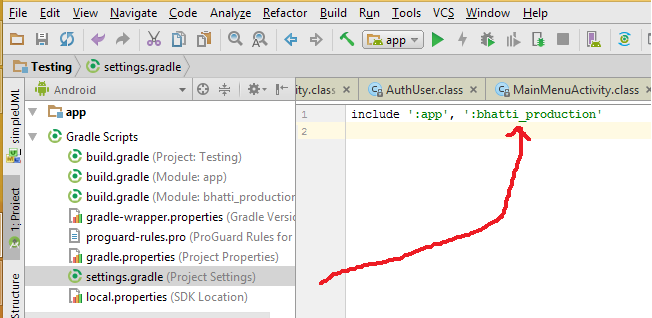 File Edit View Navigate Code Analyze Refactor Build Run Tools VCS Window Help
app
Testing settings.gradle
Android
ity.class AuthUser.class MainMenuActivity.class
simpleUML
1: Project
Structure
app
Gradle Scripts
build.gradle (Project: Testing)
build.gradle (Module: app)
build.gradle (Module: bhatti_production
gradle-wrapper.properties (Gradle Versio
proguard-rules.pro (ProGuard Rules for
gradle.properties (Project Properties)
settings.gradle (Project Settings)
local.properties (SDK Location)
1 include ':app', ':bhatti_production'
2